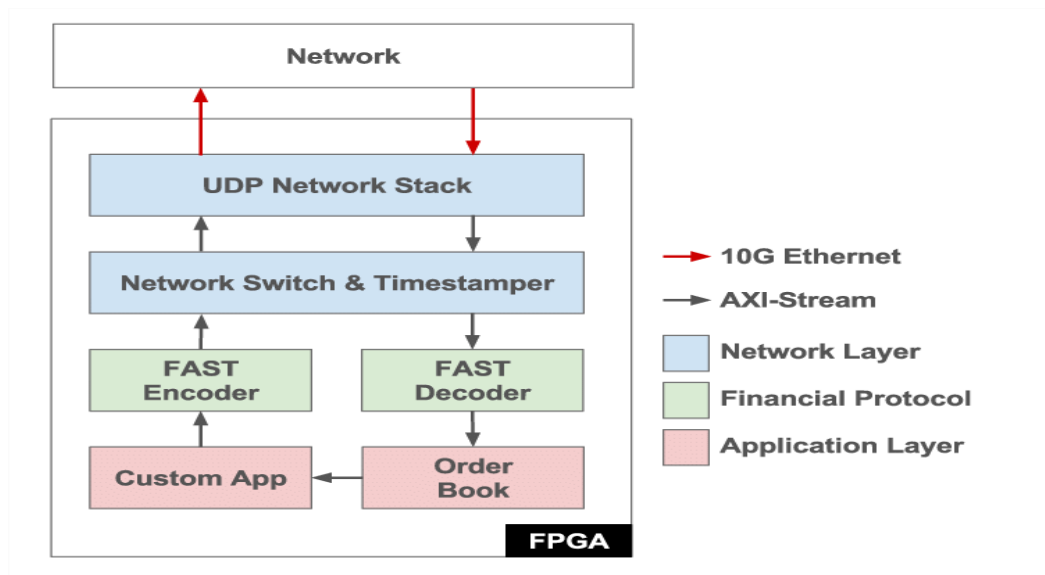 Network
UDP Network Stack
Network Switch & Timestamper
FAST
Encoder
FAST
Decoder
Custom App
Order
Book
FPGA
10G Ethernet
AXI-Stream
Network Layer
Financial Protocol
Application Layer